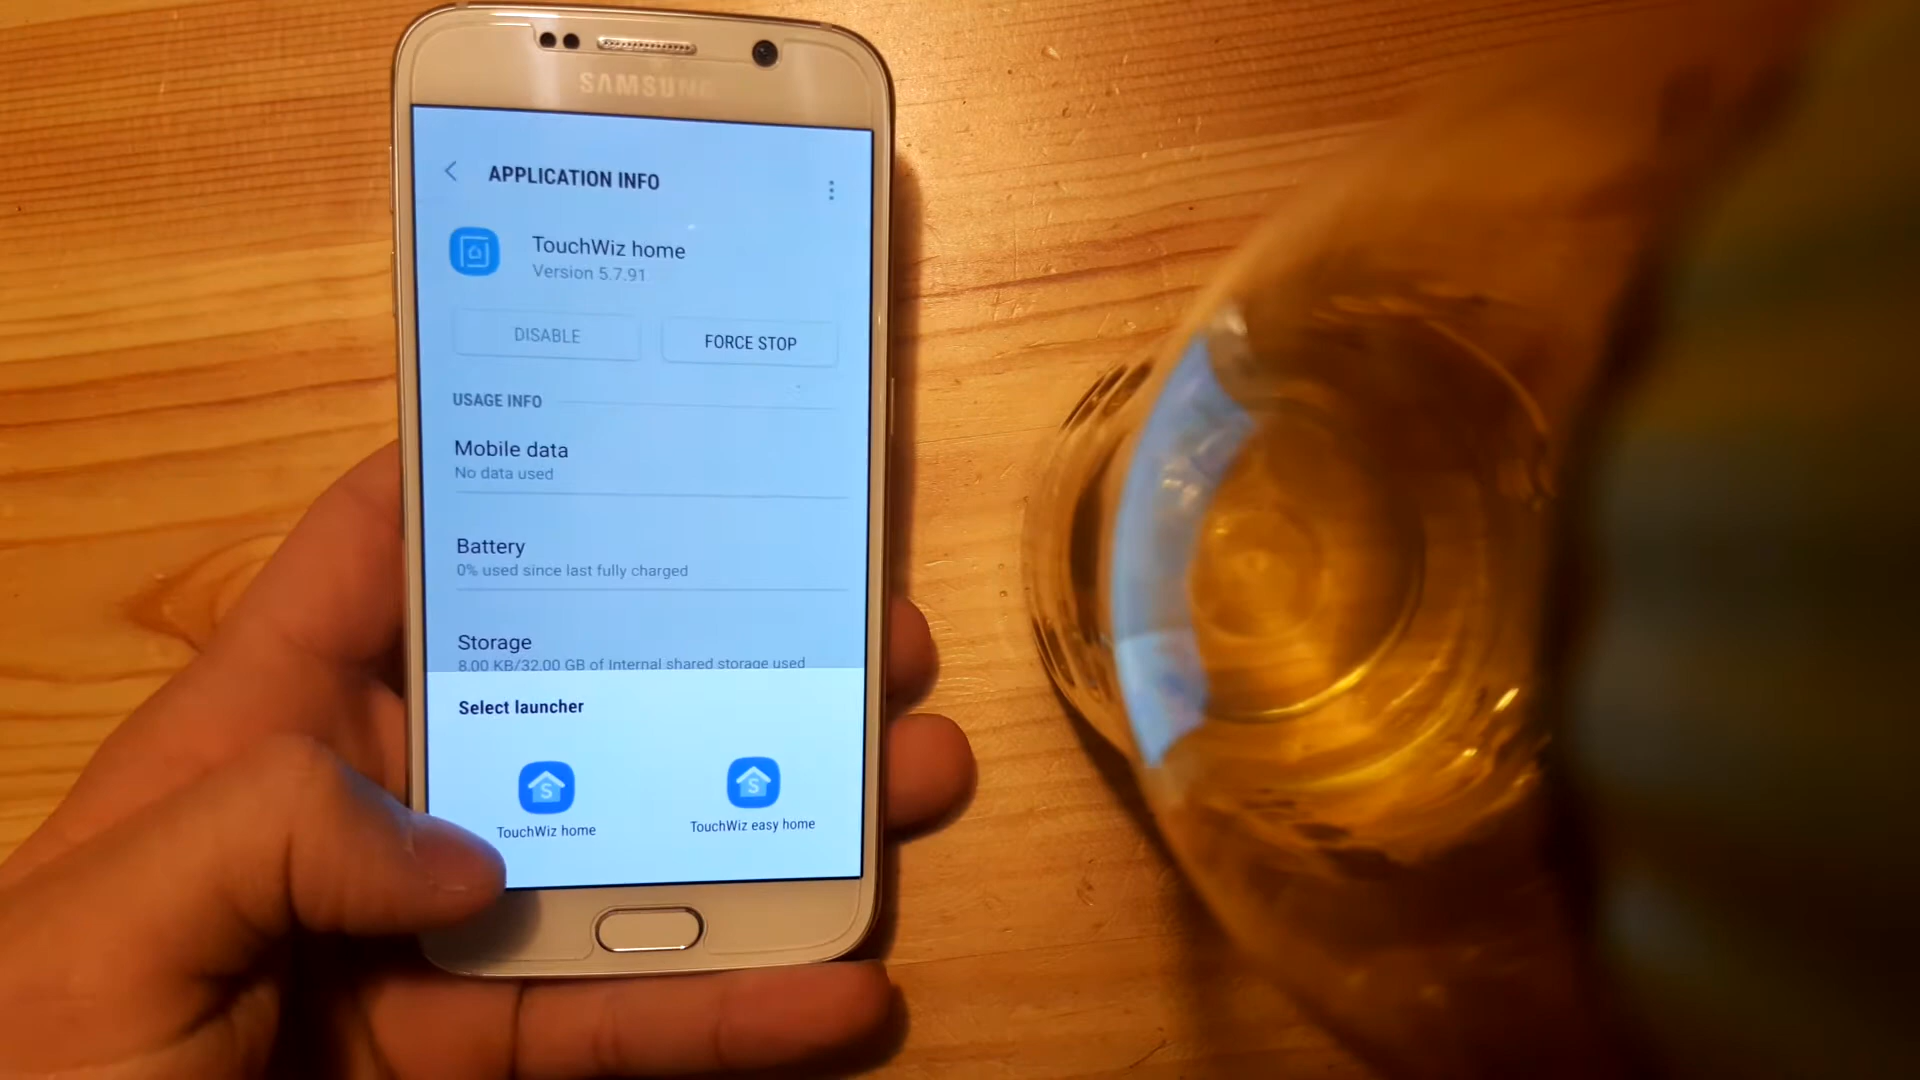 SAMSUNG
APPLICATION INFO
TouchWiz home
Version 5.7.91
DISABLE
FORCE STOP
USAGE INFO
Mobile data
No data used
Battery
0% used since last fully charged
Storage
8.00 KB/32.00 GB of Internal shared storage used
Select launcher
S
S
TouchWiz home
TouchWiz easy home